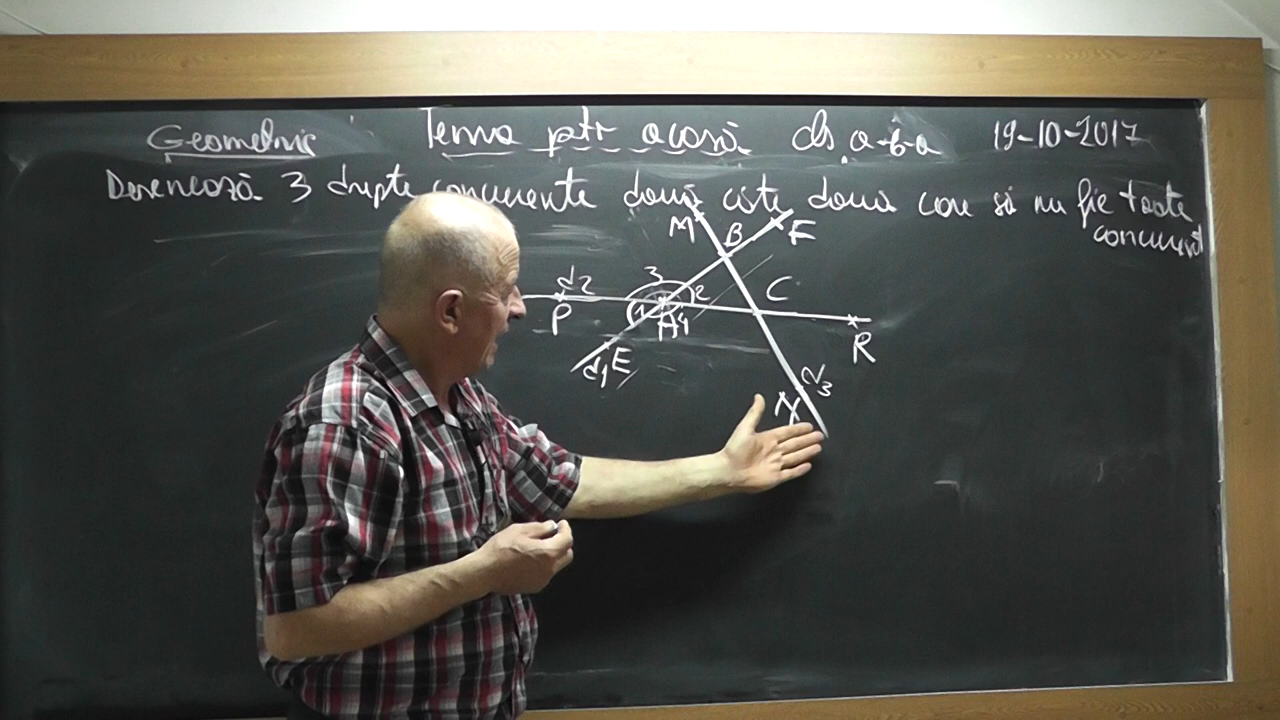 Geometrie Tema ptr acasă cls a-6-a 19-10-2017
Desenează 3 drepte concurente două câte două care să nu fie toate
concurente
M B F
d2 3 2 C
P 1 A 4 R
d1 E d3
N